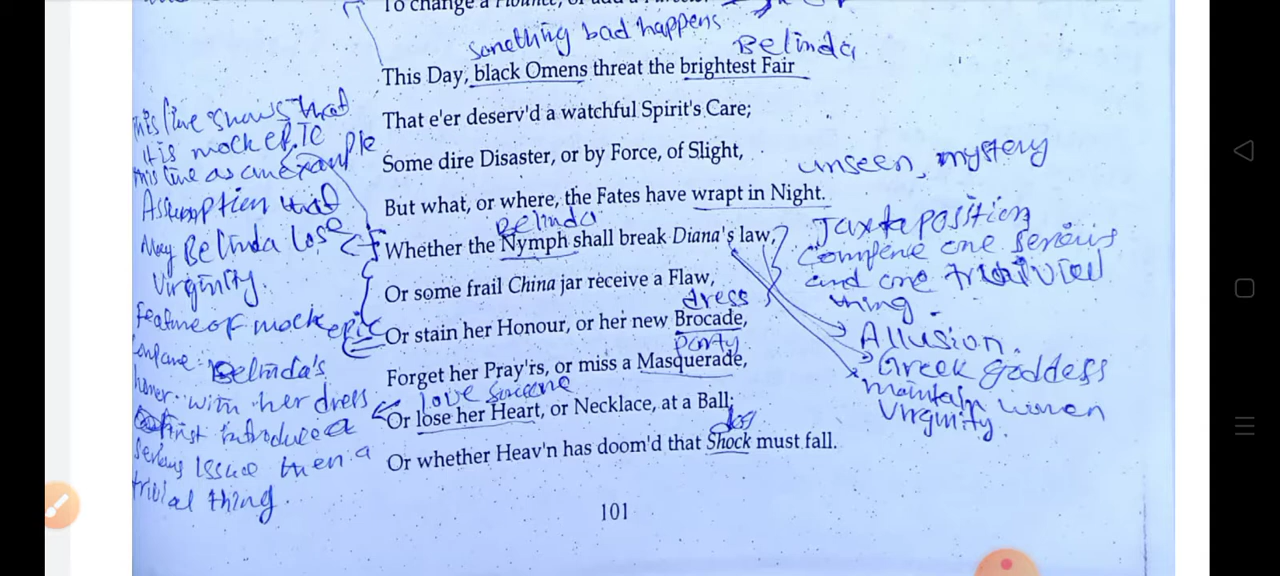 To change a Flounce, or add a
something bad happens
Belinda
This Day, black Omens threat the brightest Fair
That e'er deserv'd a watchful Spirit's Care;
Some dire Disaster, or by Force, of Slight,
unseen, mystery
But what, or where, the Fates have wrapt in Night.
Belinda
Whether the Nymph shall break Diana's law,
Or some frail China jar receive a Flaw,
dress
Or stain her Honour, or her new Brocade,
party
Forget her Pray'rs, or miss a Masquerade,
love someone
Or lose her Heart, or Necklace, at a Ball;
dog
Or whether Heav'n has doom'd that Shock must fall.
101
This line shows that
it is mock epic
this line as an example
Assumption that
May Belinda lose
Virginity.
feature of mock epic
Belinda's
honer. with her dress
first introduce a
serious issue then a
trivial thing.
Juxtaposition
one serious
and one trivial
thing.
Allusion.
Greek goddess
maintain women
Virginity.